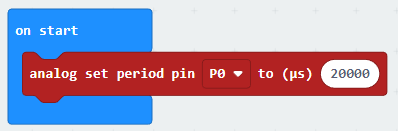 on start
analog set period pin P0 to (µs) 20000